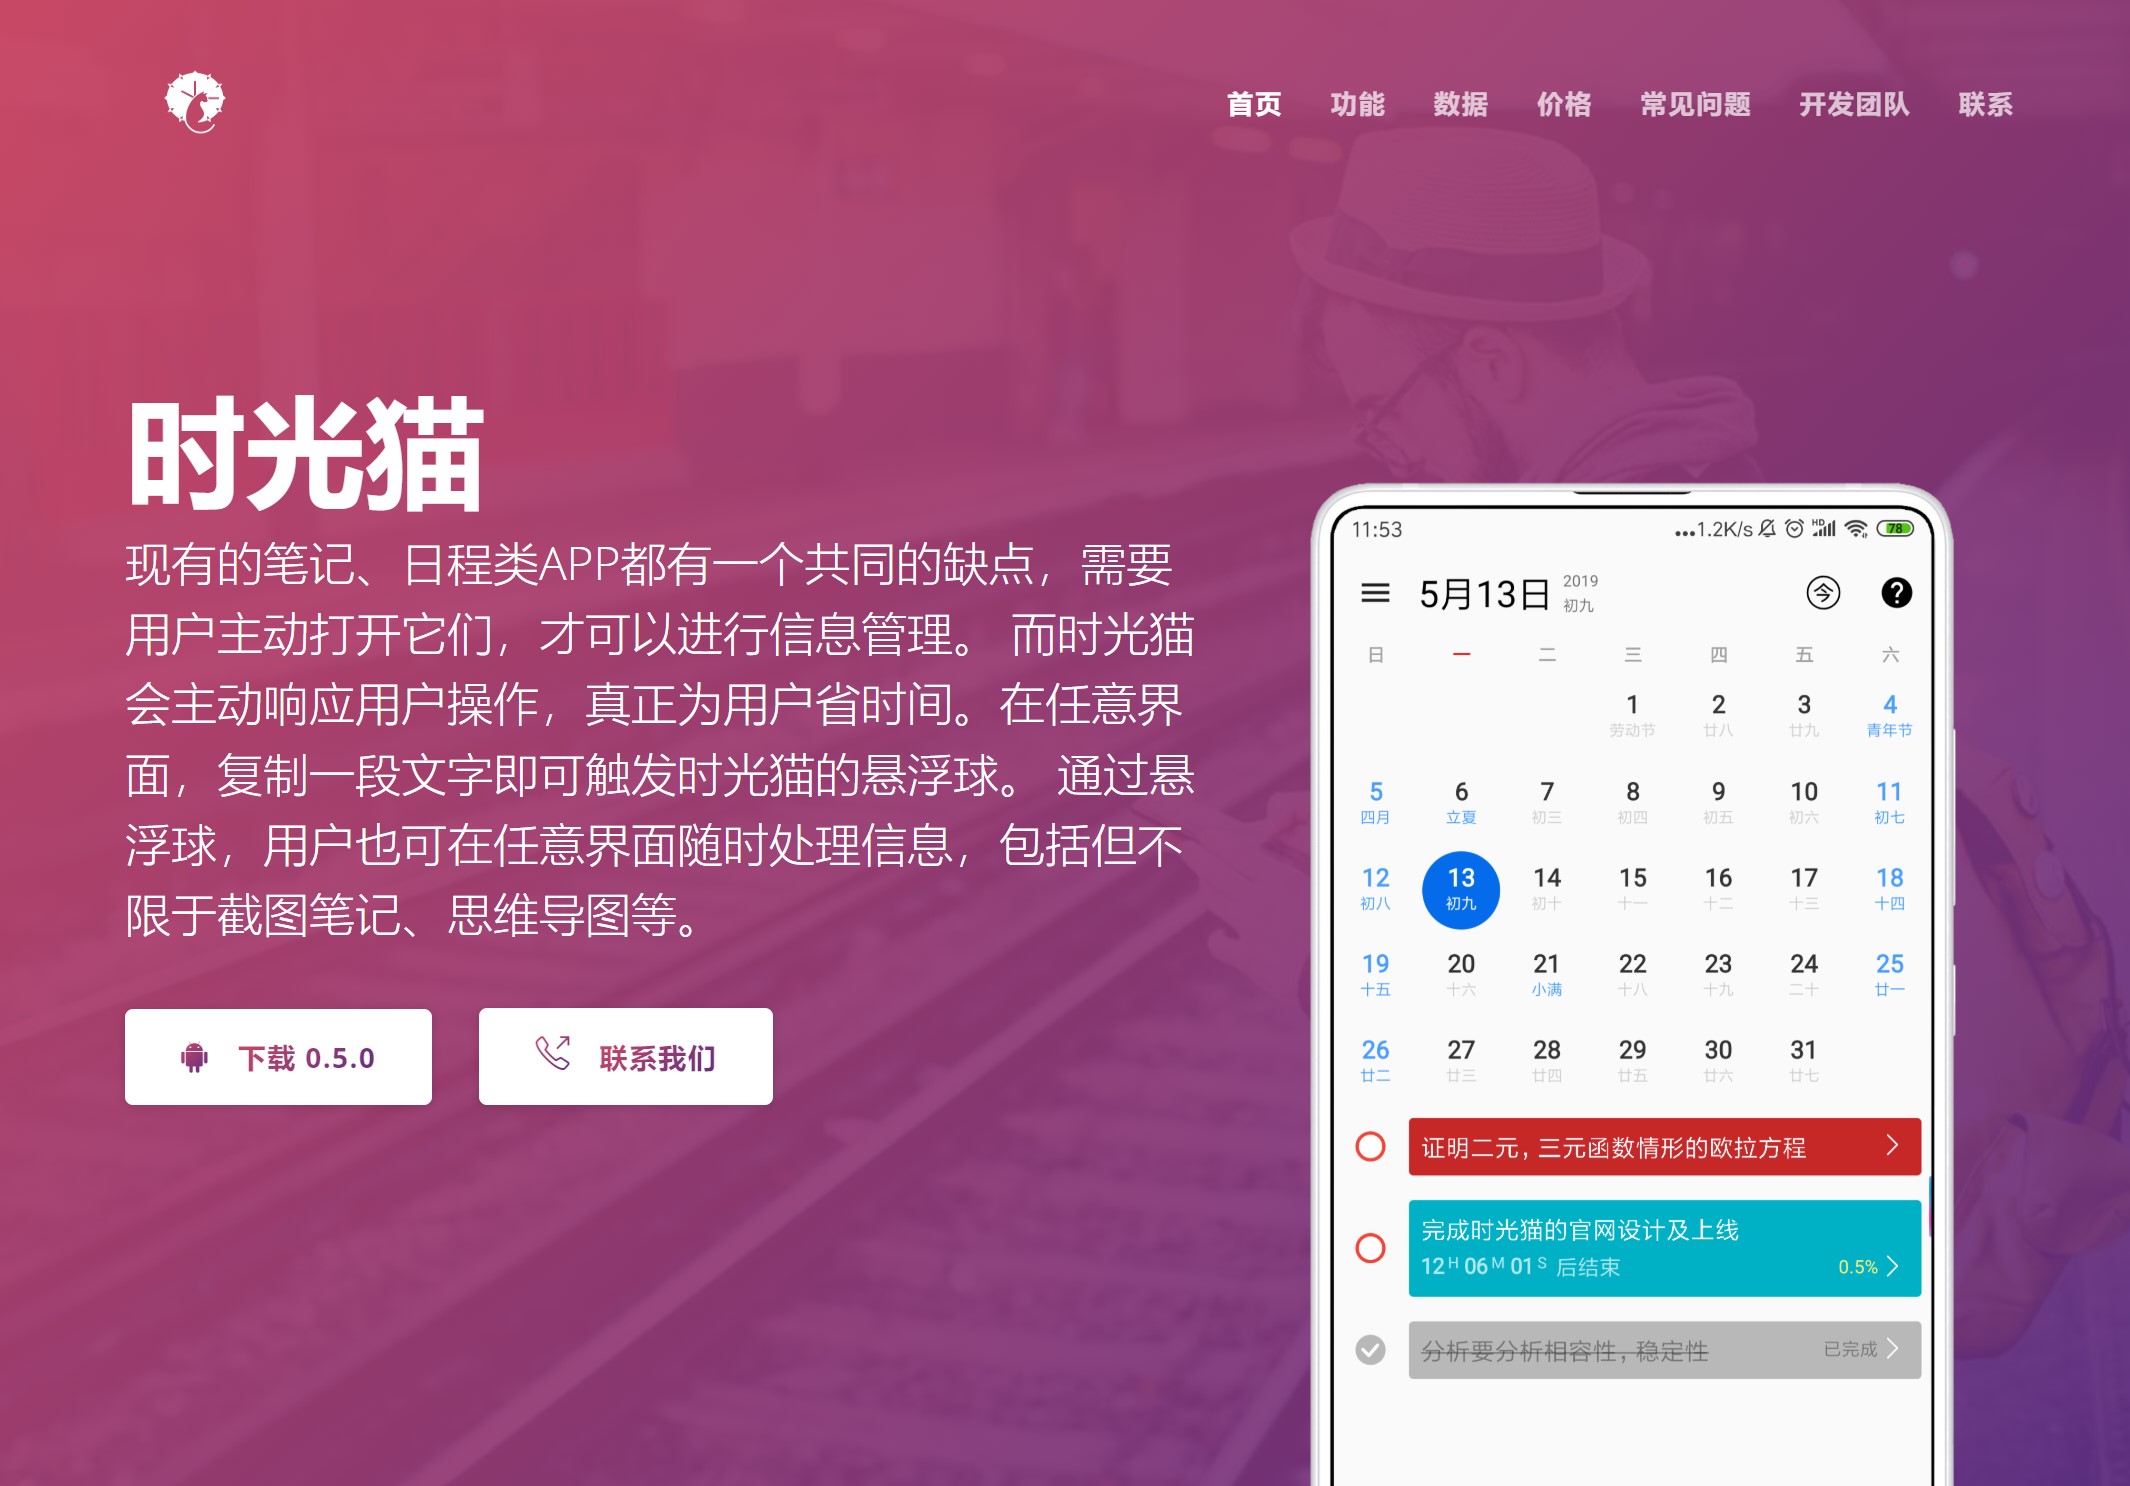 首页 功能 数据 价格 常见问题 开发团队 联系
时光猫
现有的笔记、日程类APP都有一个共同的缺点，需要
用户主动打开它们，才可以进行信息管理。 而时光猫
会主动响应用户操作，真正为用户省时间。在任意界
面，复制一段文字即可触发时光猫的悬浮球。 通过悬
浮球，用户也可在任意界面随时处理信息，包括但不
限于截图笔记、思维导图等。
下载 0.5.0 联系我们
11:53 ...1.2K/s HD 78
5月13日 2019 初九 今 ?
日 一 二 三 四 五 六
1 2 3 4
劳动节 廿八 廿九 青年节
5 6 7 8 9 10 11
四月 立夏 初三 初四 初五 初六 初七
12 13 14 15 16 17 18
初八 初九 初十 十一 十二 十三 十四
19 20 21 22 23 24 25
十五 十六 小满 十八 十九 二十 廿一
26 27 28 29 30 31
廿二 廿三 廿四 廿五 廿六 廿七
证明二元，三元函数情形的欧拉方程
完成时光猫的官网设计及上线
12H 06M 01S 后结束 0.5%
分析要分析相容性，稳定性 已完成